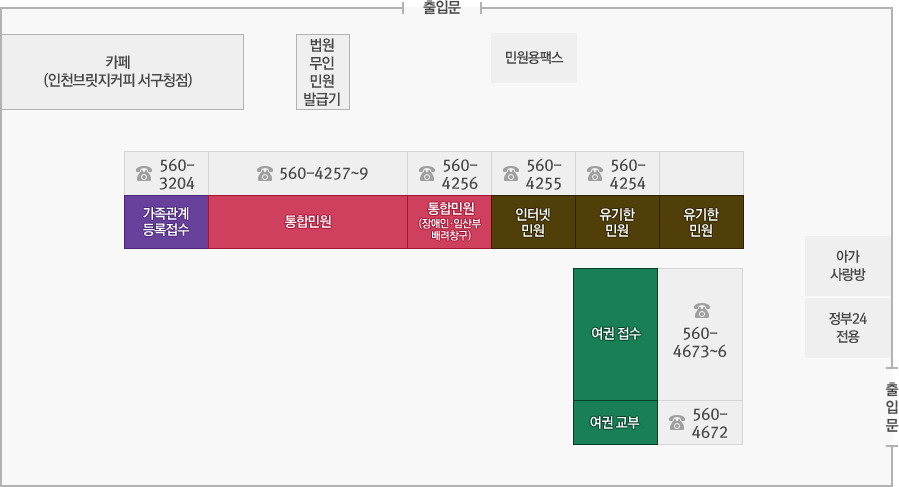 출입문
카페
(인천브릿지커피 서구청점)
법원
무인
민원
발급기
민원용팩스
560-
3204
560-4257~9
560-
4256
560-
4255
560-
4254
가족관계
등록접수
통합민원
통합민원
(장애인·임산부
배려창구)
인터넷
민원
유기한
민원
유기한
민원
아가
사랑방
정부24
전용
여권 접수
560-
4673~6
여권 교부
560-
4672
출
입
문